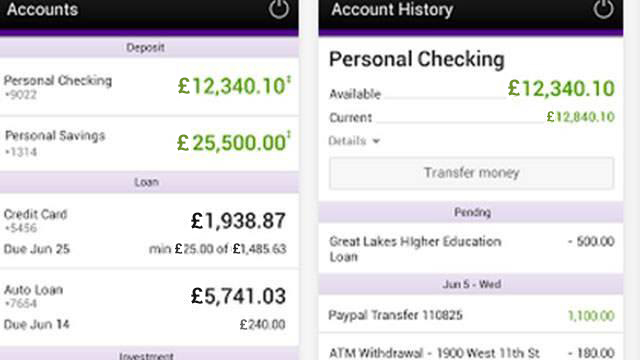 Accounts
Deposit
Personal Checking
*9022
£12,340.10‡
Personal Savings
*1314
£25,500.00‡
Loan
Credit Card
*5456
£1,938.87
Due Jun 25
min £25.00 of £1,485.63
Auto Loan
*7654
£5,741.03
Due Jun 14
£240.00
Investment
Account History
Personal Checking
Available
£12,340.10
Current
£12,840.10
Details
Transfer money
Pendng
Great Lakes HIgher Education
Loan
- 500.00
Jun 5 - Wed
Paypal Transfer 110825
1,100.00
ATM Withdrawal - 1900 West 11th St
- 180.00